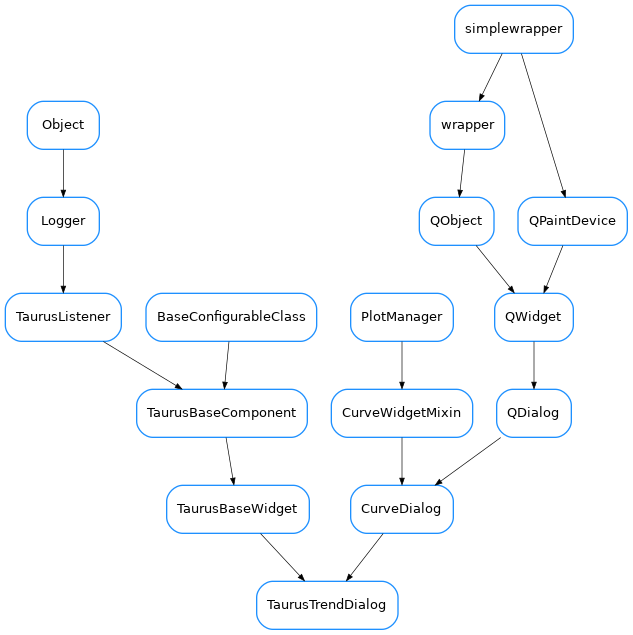 simplewrapper
Object
wrapper
Logger
QObject
QPaintDevice
TaurusListener
BaseConfigurableClass
PlotManager
QWidget
TaurusBaseComponent
CurveWidgetMixin
QDialog
TaurusBaseWidget
CurveDialog
TaurusTrendDialog